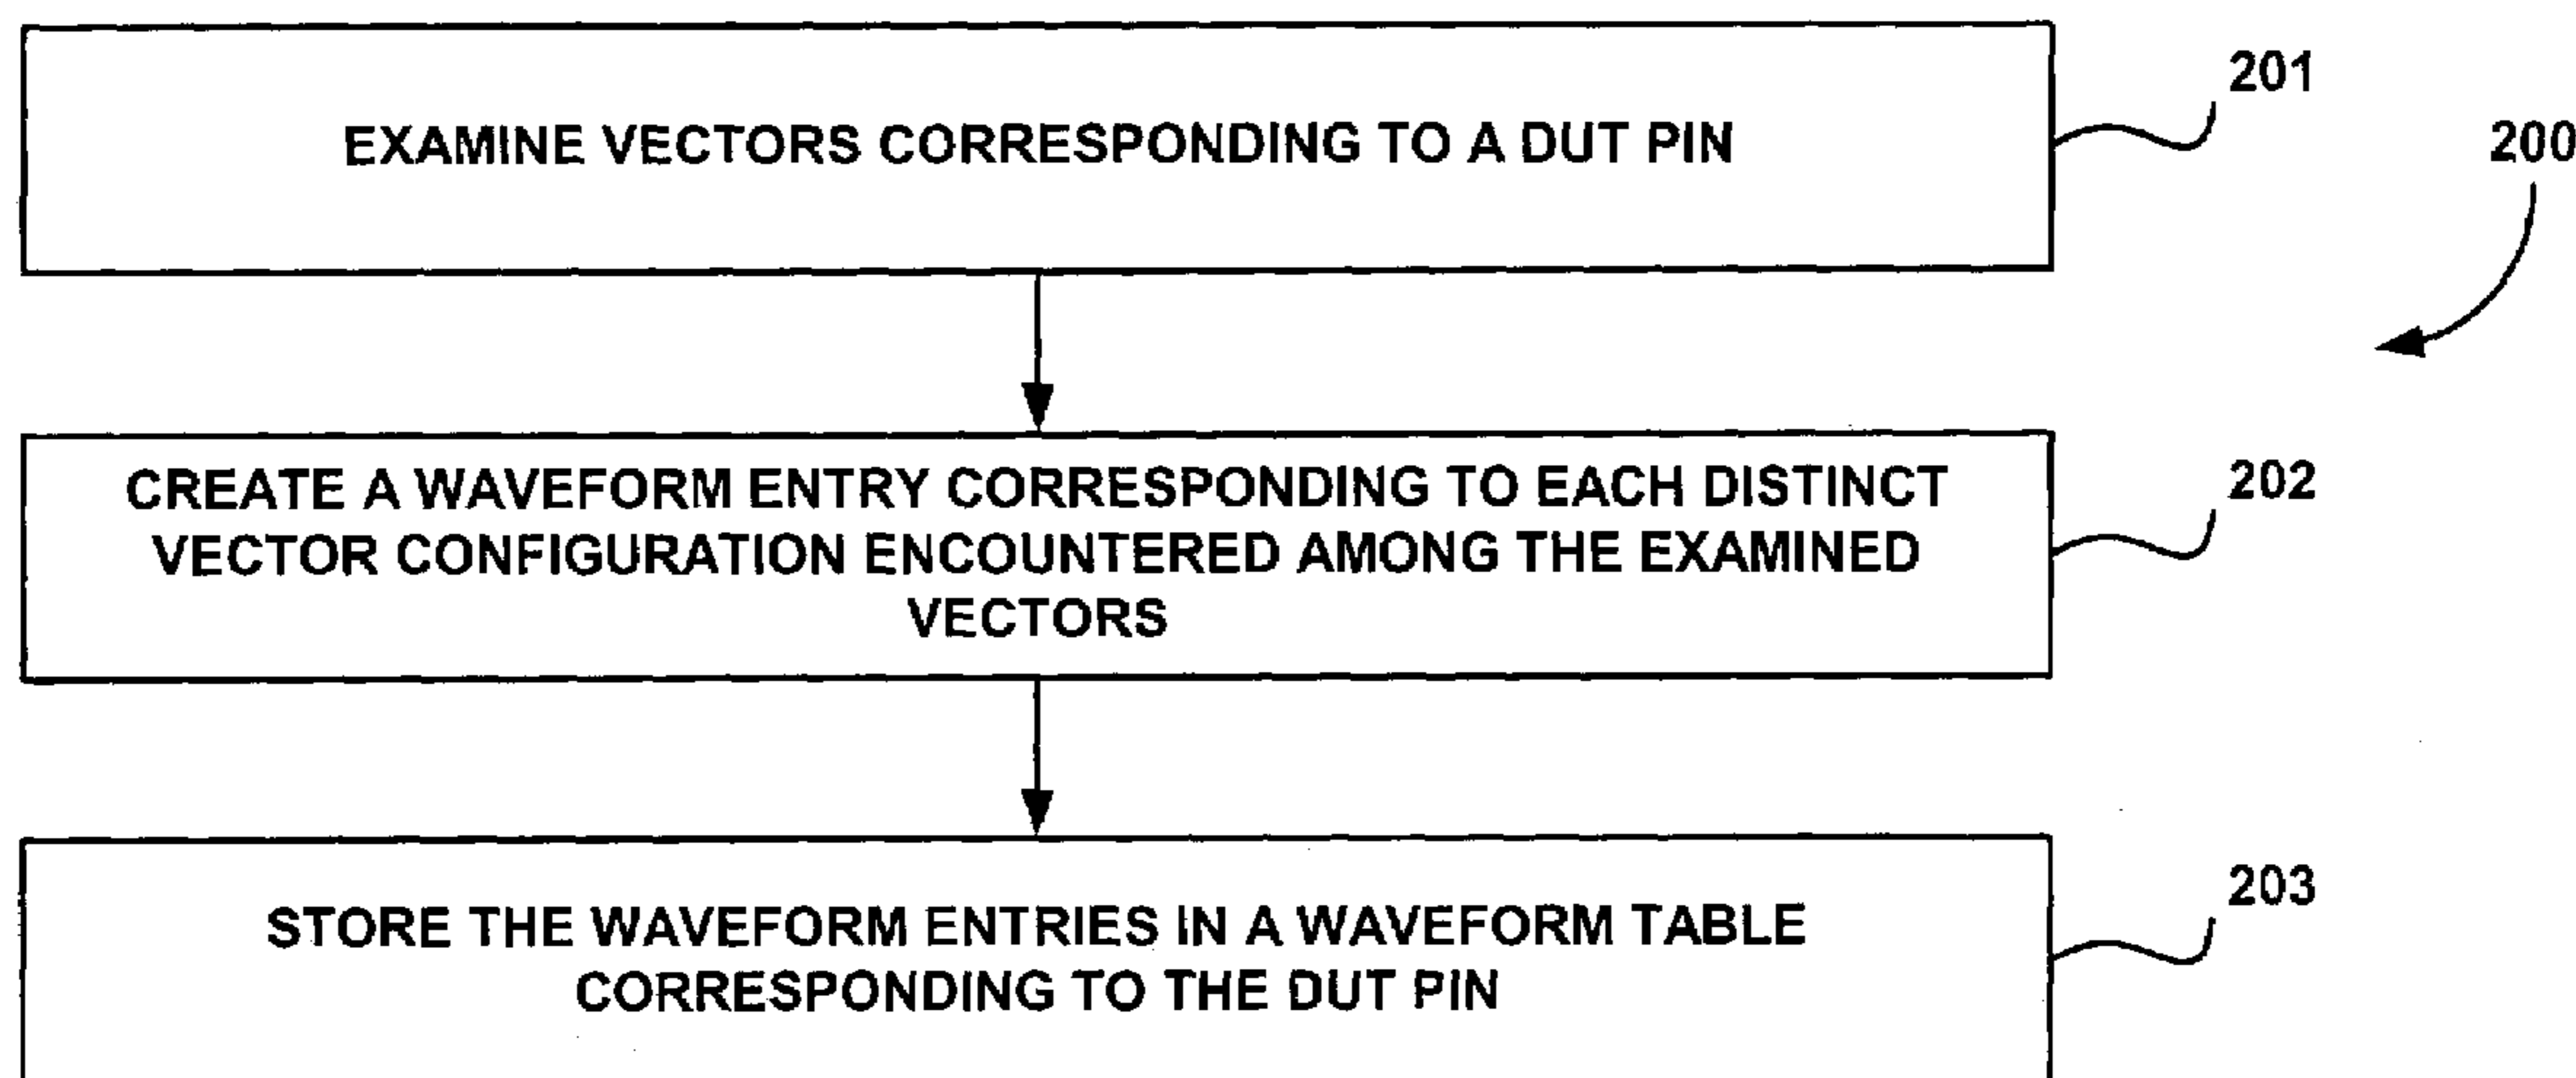 EXAMINE VECTORS CORRESPONDING TO A DUT PIN
201
200
CREATE A WAVEFORM ENTRY CORRESPONDING TO EACH DISTINCT
VECTOR CONFIGURATION ENCOUNTERED AMONG THE EXAMINED
VECTORS
202
STORE THE WAVEFORM ENTRIES IN A WAVEFORM TABLE
CORRESPONDING TO THE DUT PIN
203